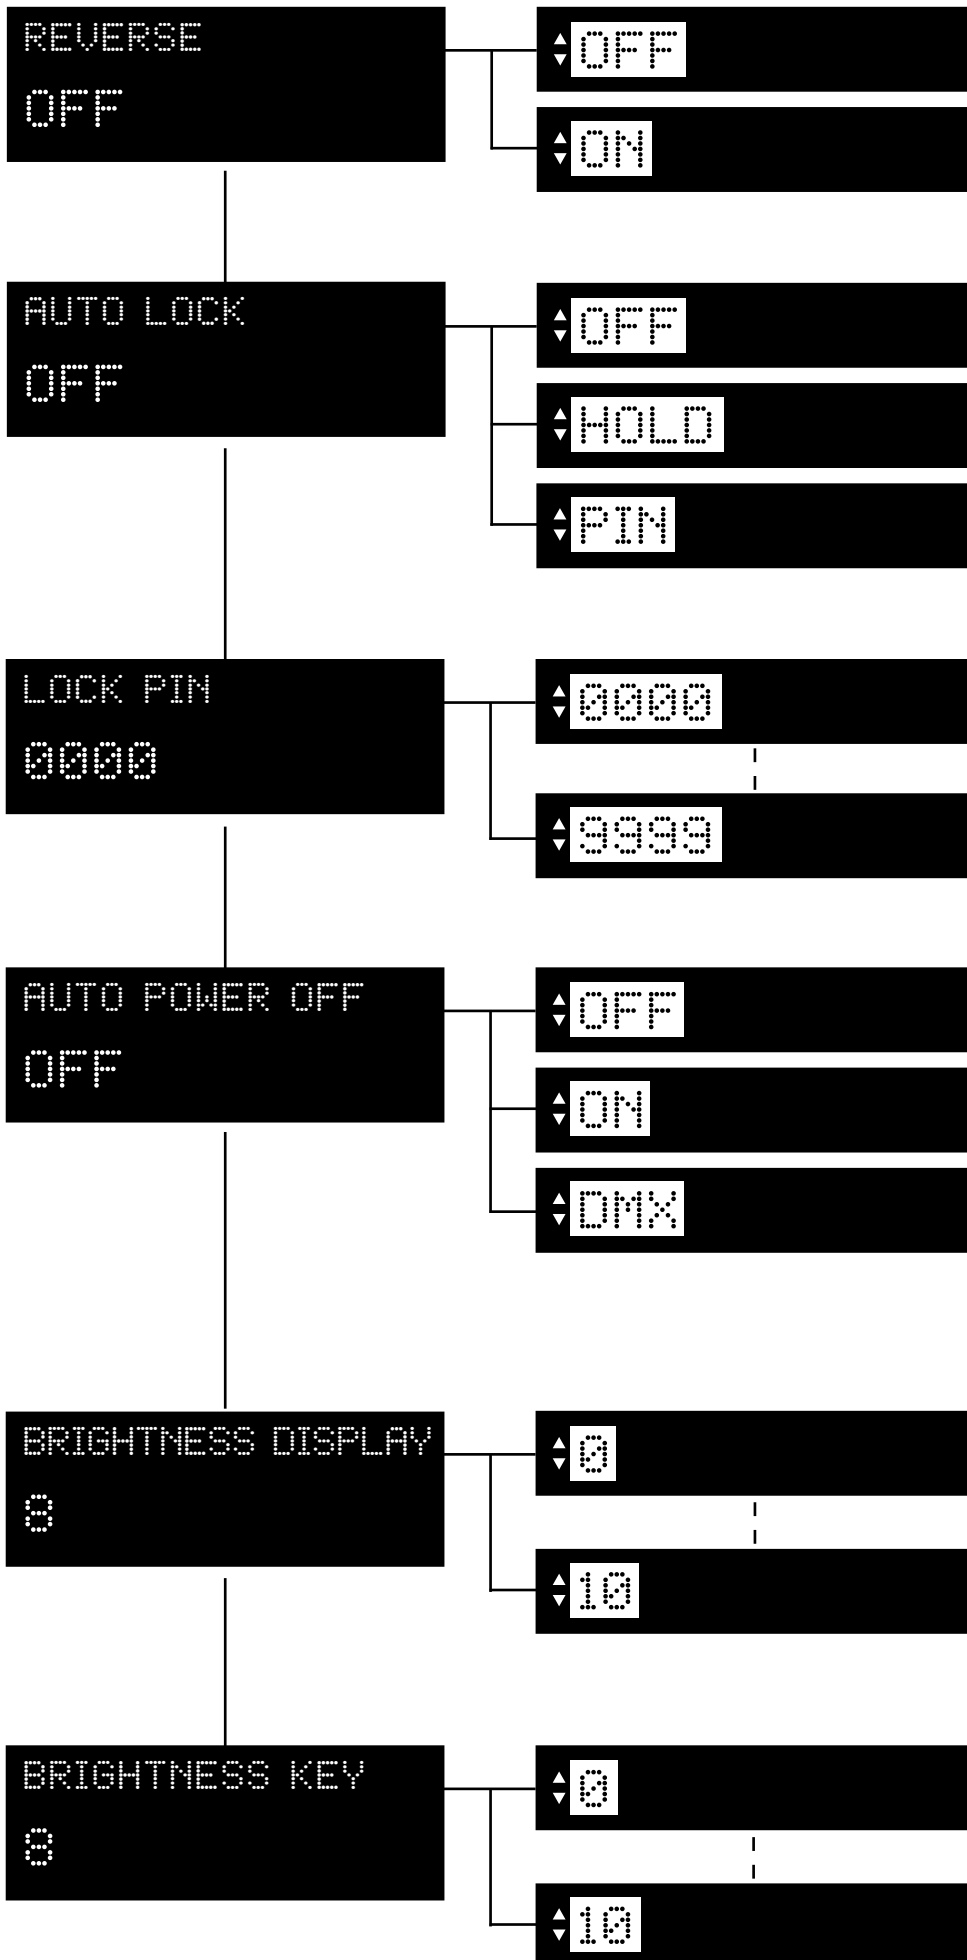 REVERSE
OFF
OFF
ON
AUTO LOCK
OFF
OFF
HOLD
PIN
LOCK PIN
0000
0000
9999
AUTO POWER OFF
OFF
OFF
ON
DMX
BRIGHTNESS DISPLAY
8
0
10
BRIGHTNESS KEY
8
0
10